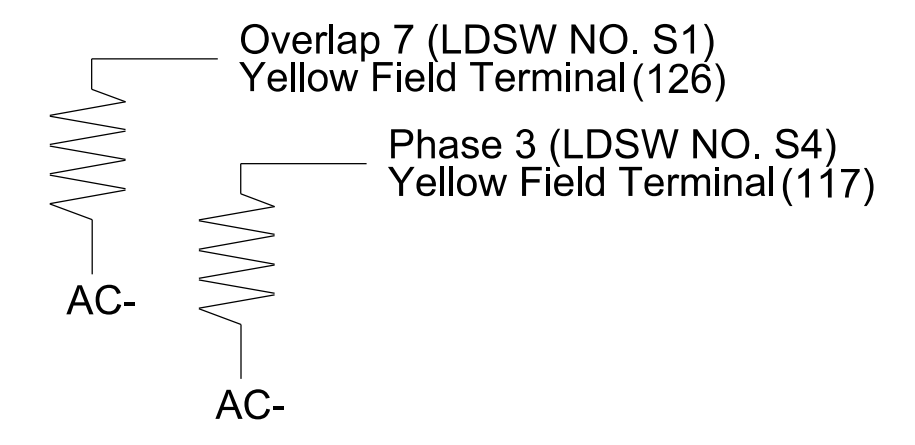 Overlap 7 (LDSW NO. S1)
Yellow Field Terminal (126)
Phase 3 (LDSW NO. S4)
Yellow Field Terminal (117)
AC-
AC-